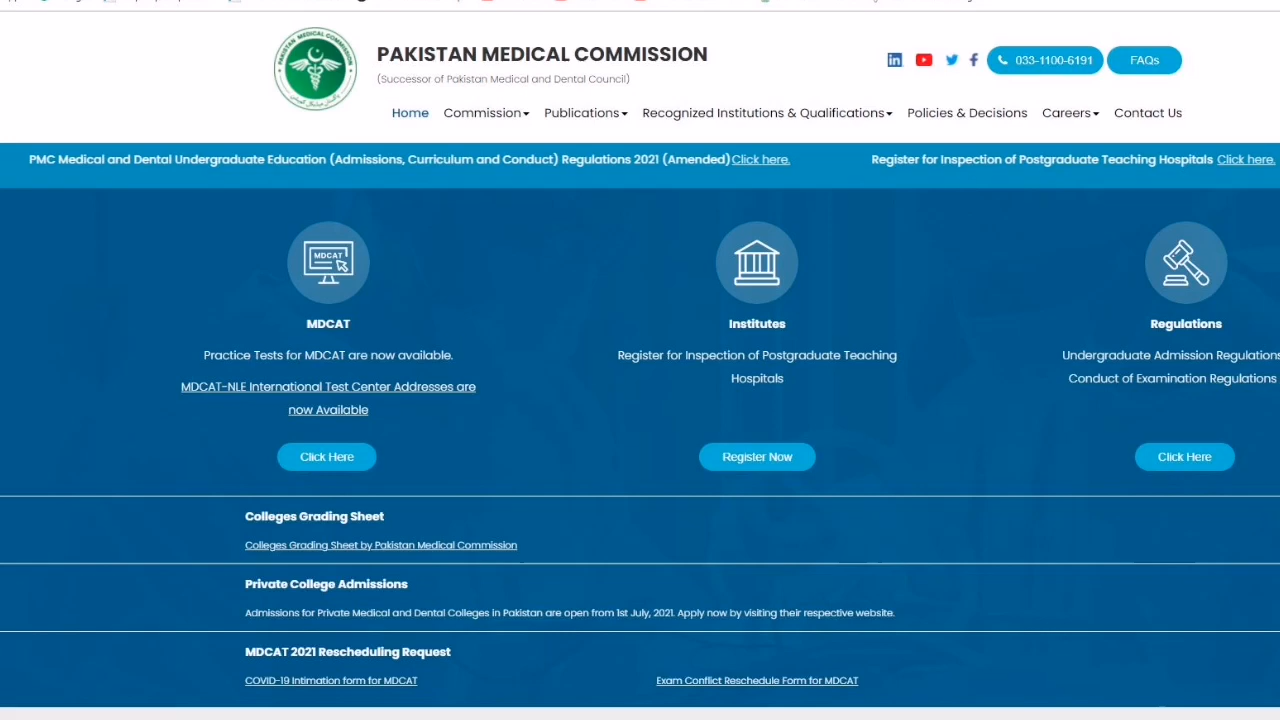 PAKISTAN MEDICAL COMMISSION
(Successor of Pakistan Medical and Dental Council)
033-1100-6191
FAQs
Home Commission Publications Recognized Institutions & Qualifications Policies & Decisions Careers Contact Us
PMC Medical and Dental Undergraduate Education (Admissions, Curriculum and Conduct) Regulations 2021 (Amended) Click here.
Register for Inspection of Postgraduate Teaching Hospitals Click here.
MDCAT
MDCAT
Practice Tests for MDCAT are now available.
MDCAT-NLE International Test Center Addresses are
now Available
Click Here
Institutes
Register for Inspection of Postgraduate Teaching
Hospitals
Register Now
Regulations
Undergraduate Admission Regulations
Conduct of Examination Regulations
Click Here
Colleges Grading Sheet
Colleges Grading Sheet by Pakistan Medical Commission
Private College Admissions
Admissions for Private Medical and Dental Colleges in Pakistan are open from 1st July, 2021. Apply now by visiting their respective website.
MDCAT 2021 Rescheduling Request
COVID-19 Intimation form for MDCAT
Exam Conflict Reschedule Form for MDCAT